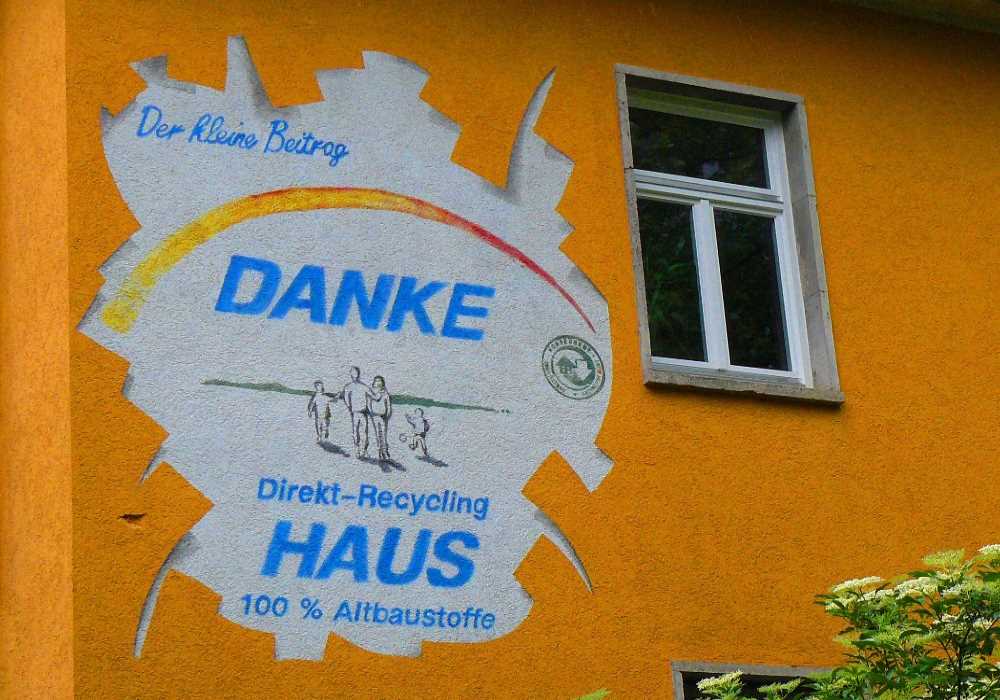 Der kleine Beitrag
DANKE
Direkt-Recycling
HAUS
100 % Altbaustoffe